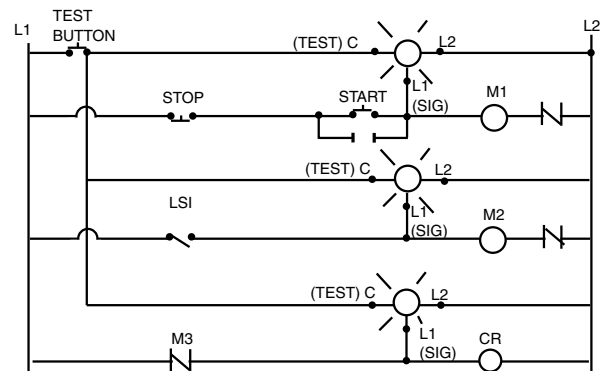 TEST
BUTTON
L1
L2
(TEST) C
L2
L1
(SIG)
STOP
START
M1
(TEST) C
L2
L1
(SIG)
LSI
M2
(TEST) C
L2
L1
(SIG)
M3
CR